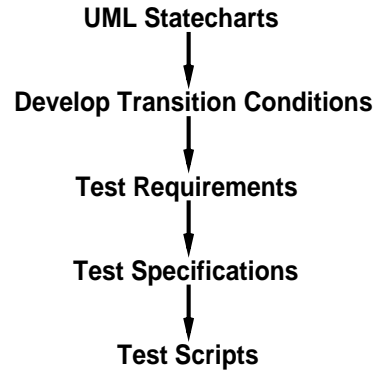 UML Statecharts
Develop Transition Conditions
Test Requirements
Test Specifications
Test Scripts